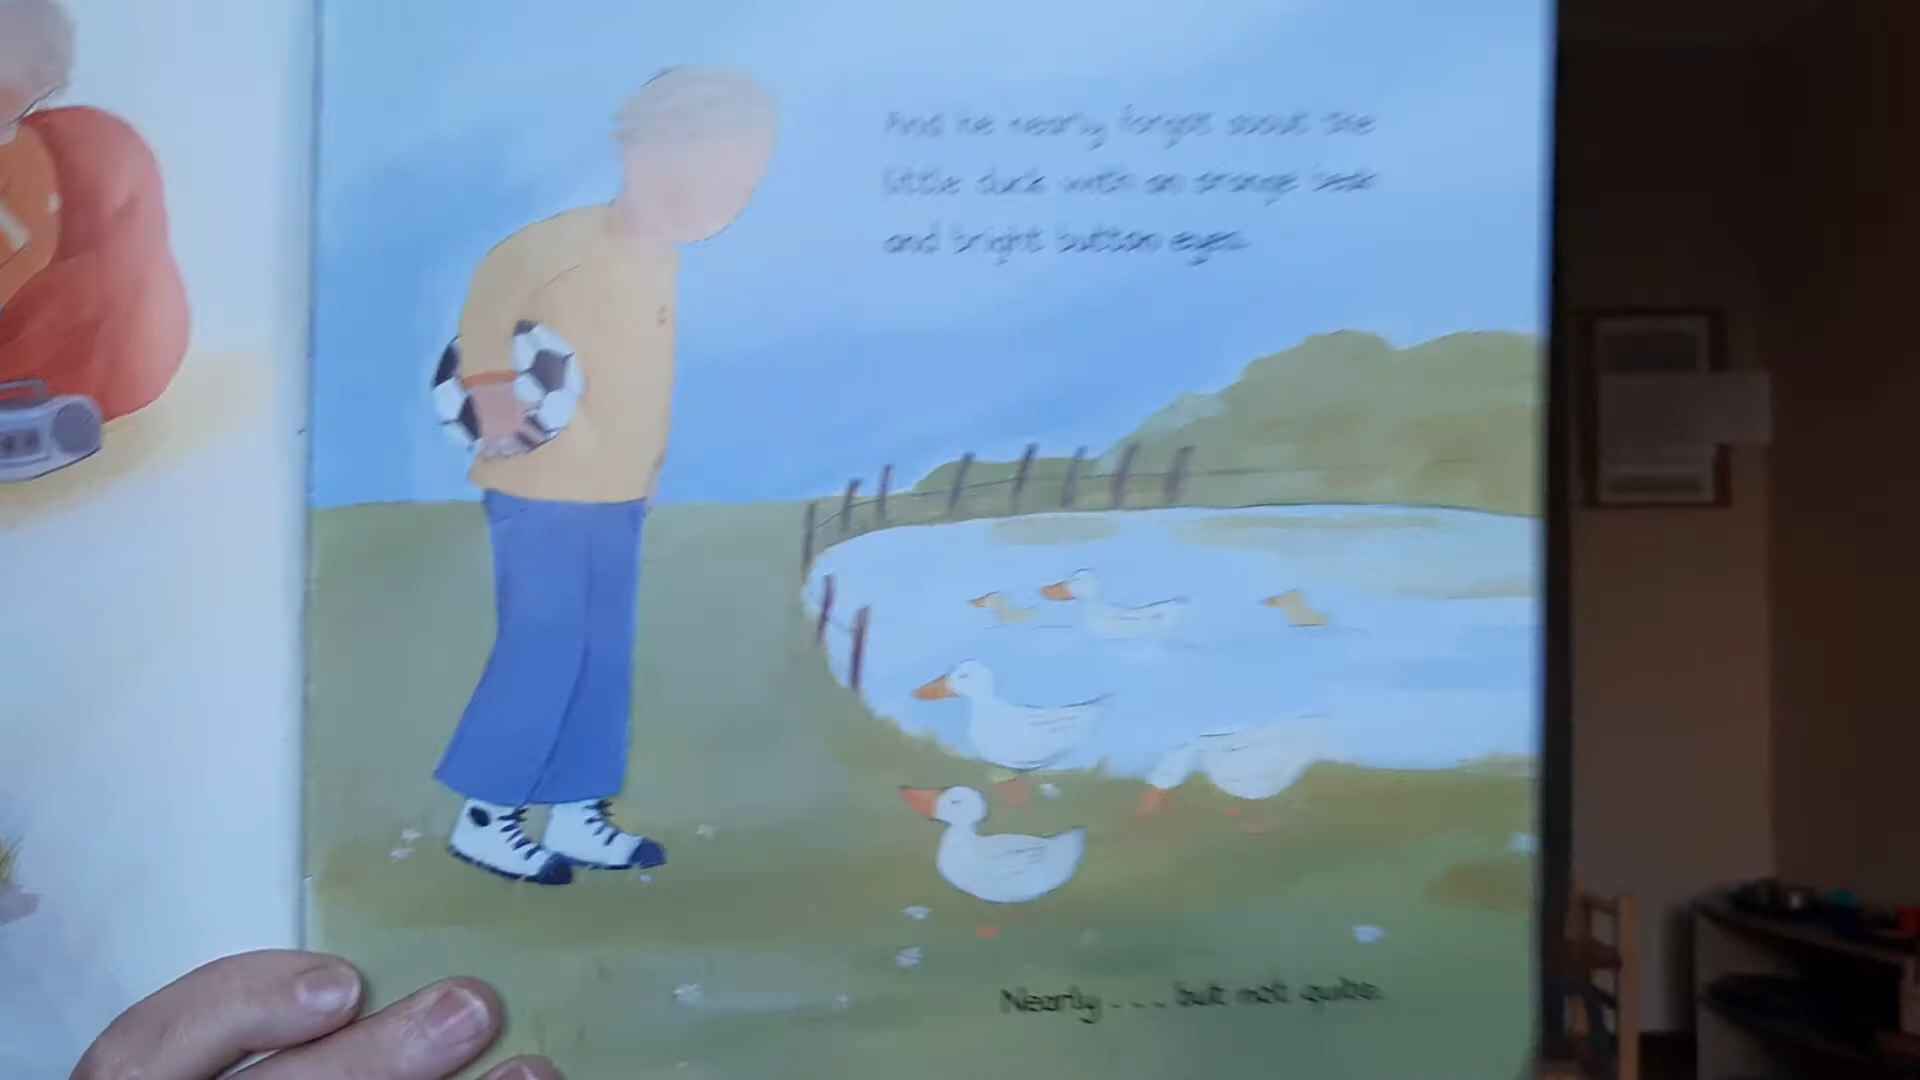 And he nearly forgot about the
little duck with an orange beak
and bright button eyes.
Nearly . . . but not quite.